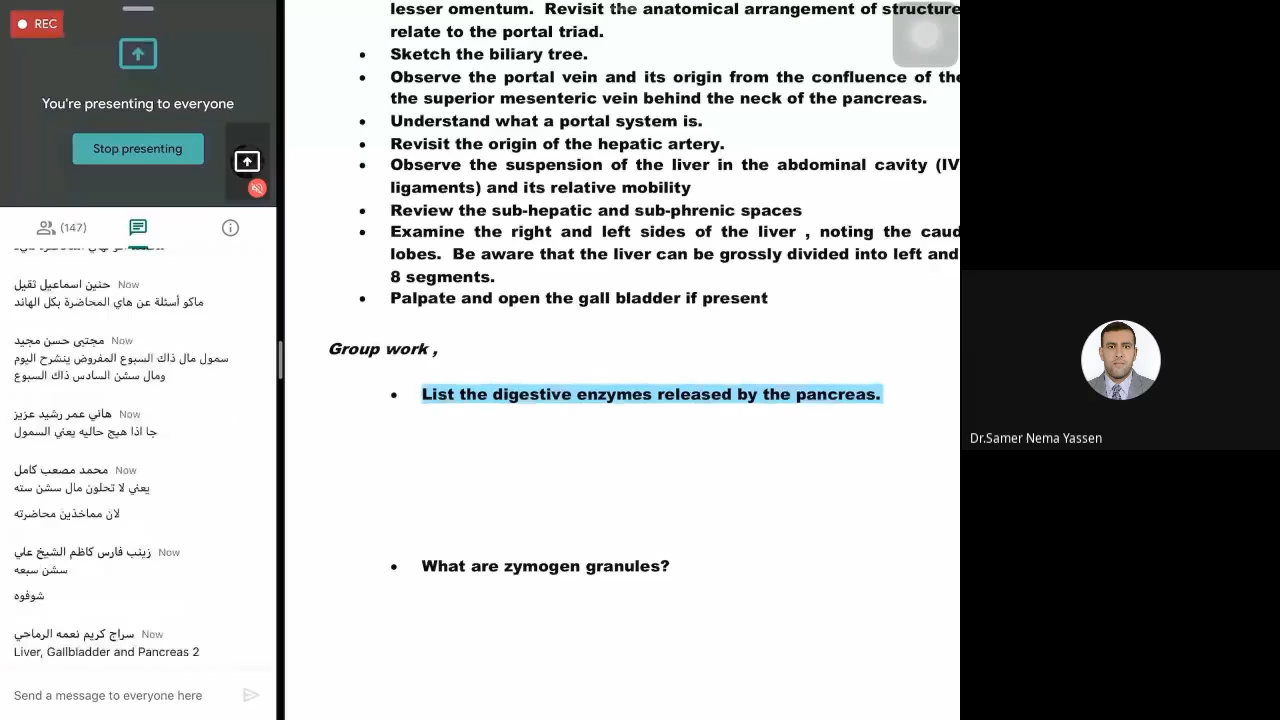 REC
You're presenting to everyone
Stop presenting
(147)
حنين اسماعيل ثقيل Now
ماكو أسئلة عن هاي المحاضرة بكل الهاند
مجتبى حسن مجيد Now
سمول مال ذاك السبوع المفروض ينشرح اليوم
ومال سشن السادس ذاك السبوع
هاني عمر رشيد عزيز Now
جا اذا هيج حاليه يعني السمول
محمد مصعب كامل Now
يعني لا تحلون مال سشن سته
لان مماخذين محاضرته
زينب فارس كاظم الشيخ علي Now
سشن سبعه
شوفوه
سراج كريم نعمه الرماحي Now
Liver, Gallbladder and Pancreas 2
Send a message to everyone here
lesser omentum. Revisit the anatomical arrangement of structure
relate to the portal triad.
• Sketch the biliary tree.
• Observe the portal vein and its origin from the confluence of the
the superior mesenteric vein behind the neck of the pancreas.
• Understand what a portal system is.
• Revisit the origin of the hepatic artery.
• Observe the suspension of the liver in the abdominal cavity (IV
ligaments) and its relative mobility
• Review the sub-hepatic and sub-phrenic spaces
• Examine the right and left sides of the liver , noting the caud
lobes. Be aware that the liver can be grossly divided into left and
8 segments.
• Palpate and open the gall bladder if present
Group work ,
• List the digestive enzymes released by the pancreas.
• What are zymogen granules?
Dr.Samer Nema Yassen